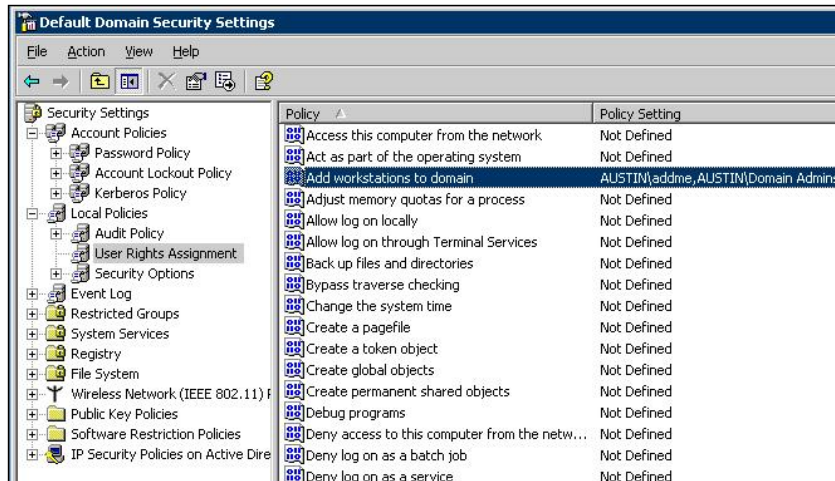 Default Domain Security Settings
File Action View Help
Security Settings
Account Policies
Password Policy
Account Lockout Policy
Kerberos Policy
Local Policies
Audit Policy
User Rights Assignment
Security Options
Event Log
Restricted Groups
System Services
Registry
File System
Wireless Network (IEEE 802.11) P
Public Key Policies
Software Restriction Policies
IP Security Policies on Active Dire
Policy Policy Setting
Access this computer from the network Not Defined
Act as part of the operating system Not Defined
Add workstations to domain AUSTIN\addme,AUSTIN\Domain Admins
Adjust memory quotas for a process Not Defined
Allow log on locally Not Defined
Allow log on through Terminal Services Not Defined
Back up files and directories Not Defined
Bypass traverse checking Not Defined
Change the system time Not Defined
Create a pagefile Not Defined
Create a token object Not Defined
Create global objects Not Defined
Create permanent shared objects Not Defined
Debug programs Not Defined
Deny access to this computer from the netw... Not Defined
Deny log on as a batch job Not Defined
Deny log on as a service Not Defined